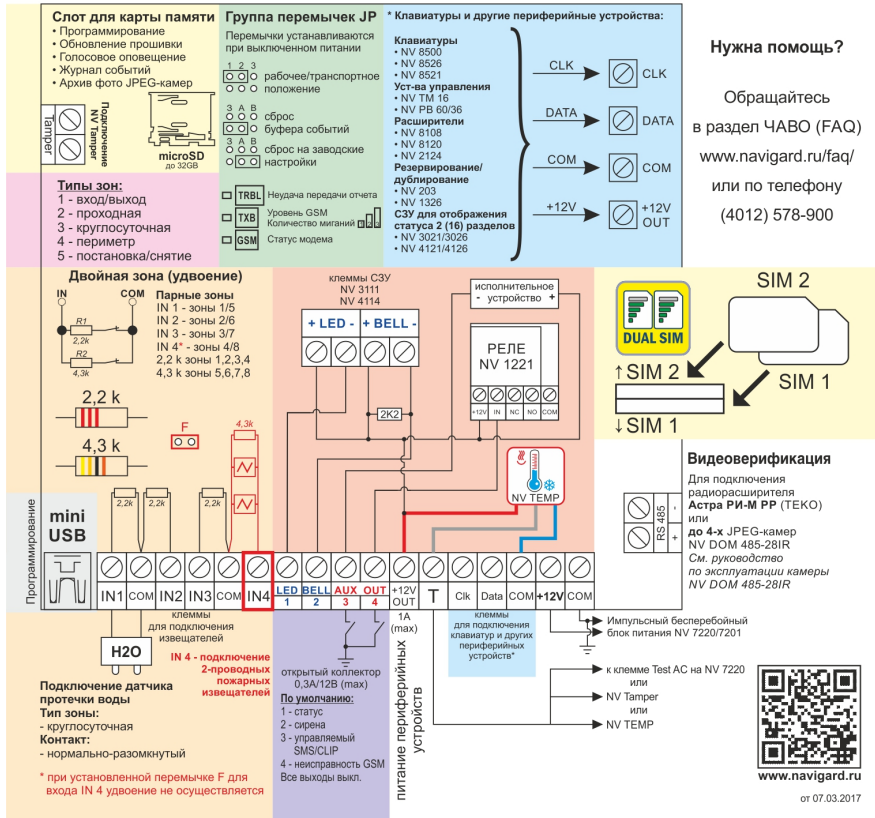 Слот для карты памяти
• Программирование
• Обновление прошивки
• Голосовое оповещение
• Журнал событий
• Архив фото JPEG-камер
Tamper
Подключение
NV Tamper
microSD
до 32GB
Группа перемычек JP
Перемычки устанавливаются
при выключенном питании
1 2 3
рабочее/транспортное
положение
3 A B
сброс
буфера событий
3 A B
сброс на заводские
настройки
TRBL Неудача передачи отчета
TXB Уровень GSM
Количество миганий 1 2 3
GSM Статус модема
* Клавиатуры и другие периферийные устройства:
Клавиатуры
• NV 8500
• NV 8526
• NV 8521
Уст-ва управления
• NV TM 16
• NV PB 60/36
Расширители
• NV 8108
• NV 8120
• NV 2124
Резервирование/
дублирование
• NV 203
• NV 1326
СЗУ для отображения
статуса 2 (16) разделов
• NV 3021/3026
• NV 4121/4126
CLK CLK
DATA DATA
COM COM
+12V +12V
OUT
Нужна помощь?
Обращайтесь
в раздел ЧАВО (FAQ)
www.navigard.ru/faq/
или по телефону
(4012) 578-900
Типы зон:
1 - вход/выход
2 - проходная
3 - круглосуточная
4 - периметр
5 - постановка/снятие
Двойная зона (удвоение)
IN COM
R1
2,2k
R2
4,3k
Парные зоны
IN 1 - зоны 1/5
IN 2 - зоны 2/6
IN 3 - зоны 3/7
IN 4* - зоны 4/8
2,2 k зоны 1,2,3,4
4,3 k зоны 5,6,7,8
2,2 k
4,3 k
F
4,3k
2,2k 2,2k 2,2k
клеммы СЗУ
NV 3111
NV 4114
+ LED - + BELL -
2K2
исполнительное
- устройство +
РЕЛЕ
NV 1221
+12V IN NC NO COM
NV TEMP
DUAL SIM
SIM 2
SIM 1
↑SIM 2
↓SIM 1
Видеоверификация
Для подключения
радиорасширителя
Астра РИ-М РР (ТЕКО)
или
до 4-х JPEG-камер
NV DOM 485-28IR
См. руководство
по эксплуатации камеры
NV DOM 485-28IR
RS 485
-
+
Программирование
mini
USB
IN1 COM IN2 IN3 COM IN4 LED 1 BELL 2 AUX 3 OUT 4 +12V OUT T Clk Data COM +12V COM
клеммы
для подключения
извещателей
H2O
IN 4 - подключение
2-проводных
пожарных
извещателей
Подключение датчика
протечки воды
Тип зоны:
- круглосуточная
Контакт:
- нормально-разомкнутый
* при установленной перемычке F для
входа IN 4 удвоение не осуществляется
открытый коллектор
0,3А/12В (max)
По умолчанию:
1 - статус
2 - сирена
3 - управляемый
SMS/CLIP
4 - неисправность GSM
Все выходы выкл.
1А
(max)
питание периферийных
устройств
клеммы
для подключения
клавиатур и других
периферийных
устройств*
Импульсный бесперебойный
блок питания NV 7220/7201
к клемме Test AC на NV 7220
или
NV Tamper
или
NV TEMP
www.navigard.ru
от 07.03.2017